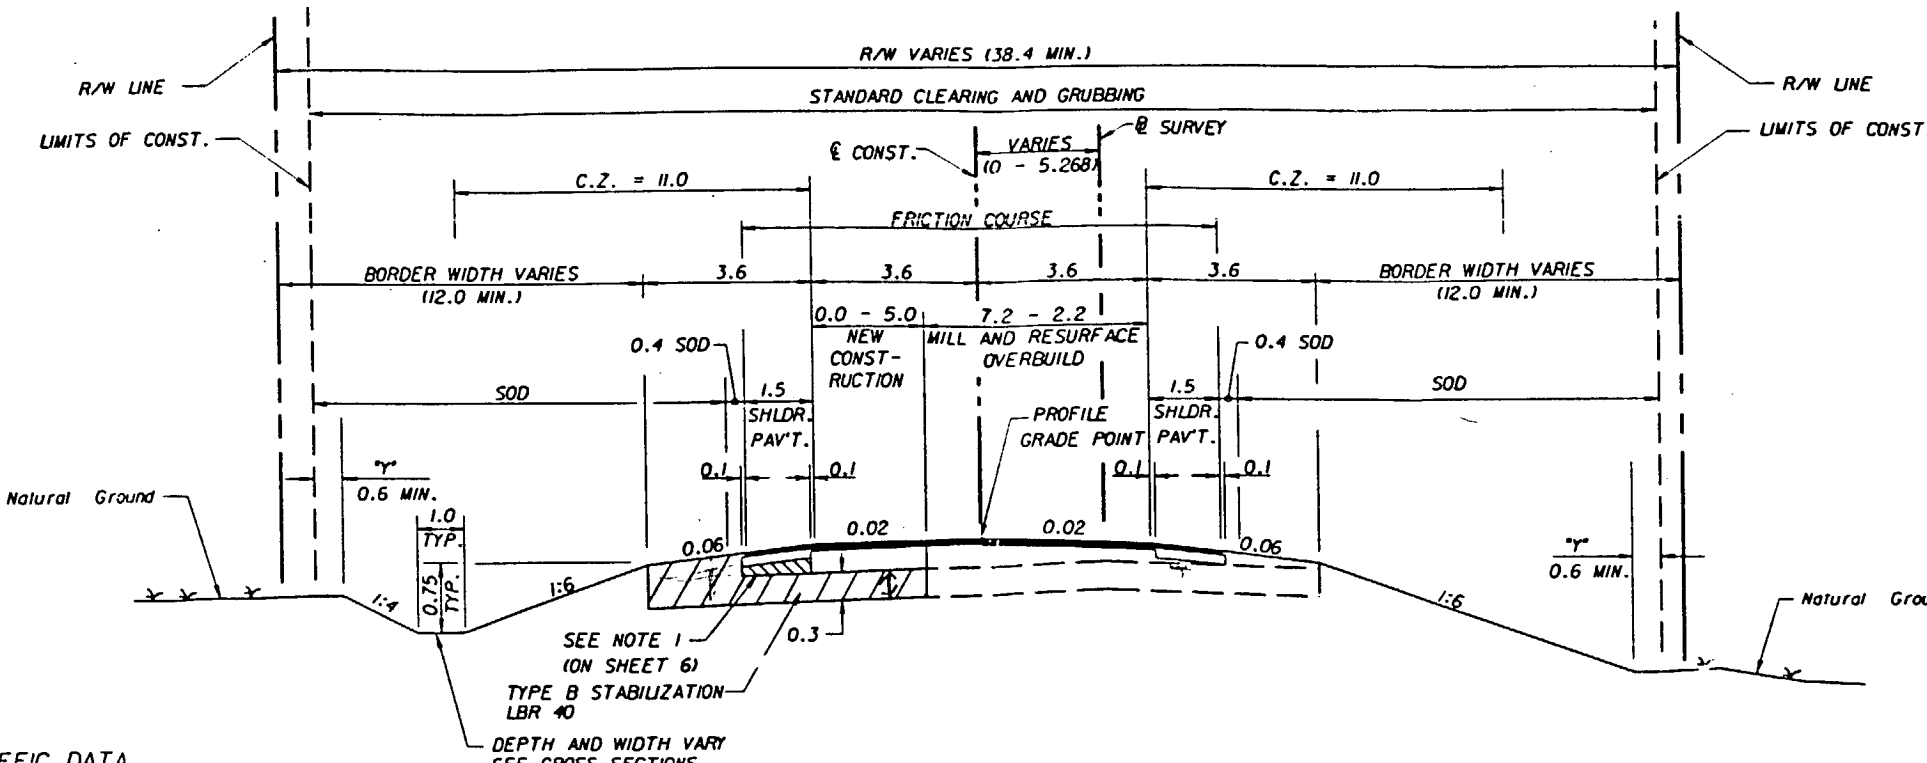 R/W VARIES (38.4 MIN.)
R/W LINE
R/W LINE
STANDARD CLEARING AND GRUBBING
LIMITS OF CONST.
LIMITS OF CONST.
℄ CONST.
VARIES
(0 - 5.268)
SURVEY
C.Z. = 11.0
C.Z. = 11.0
FRICTION COURSE
BORDER WIDTH VARIES
(12.0 MIN.)
3.6
3.6
3.6
3.6
BORDER WIDTH VARIES
(12.0 MIN.)
0.0 - 5.0
NEW
CONST-
RUCTION
7.2 - 2.2
MILL AND RESURFACE
OVERBUILD
0.4 SOD
0.4 SOD
SOD
1.5
SHLDR.
PAV'T.
PROFILE
GRADE POINT
1.5
SHLDR.
PAV'T.
SOD
0.1
0.1
0.1
0.1
"Y"
0.6 MIN.
Natural Ground
1.0
TYP.
0.06
0.02
0.02
0.06
"Y"
0.6 MIN.
1:4
0.75
TYP.
1:6
1:6
Natural Grou
SEE NOTE 1
(ON SHEET 6)
0.3
TYPE B STABILIZATION
LBR 40
DEPTH AND WIDTH VARY
SEE CROSS SECTIONS
FFIC DATA